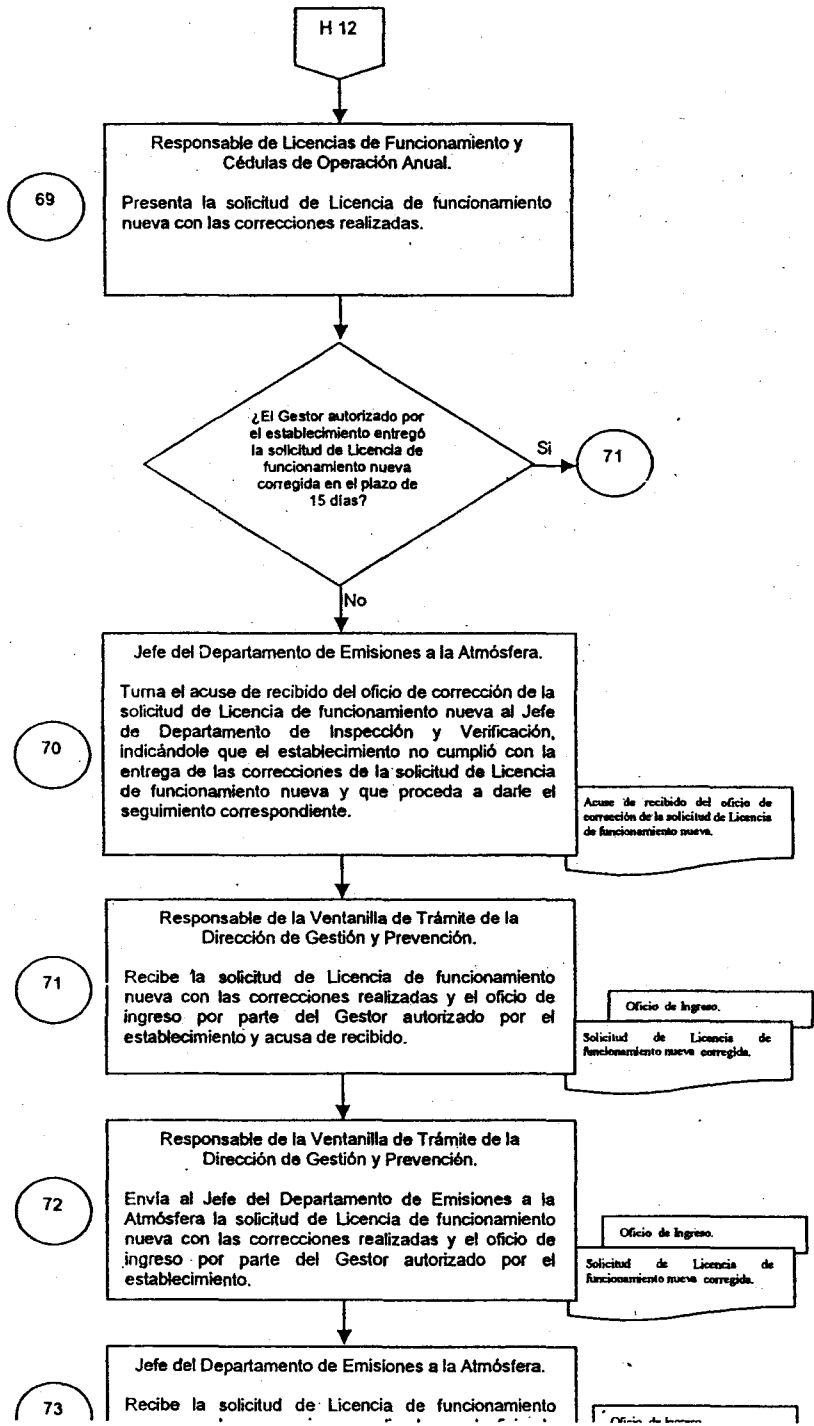 H 12
Responsable de Licencias de Funcionamiento y
Cédulas de Operación Anual.
69
Presenta la solicitud de Licencia de funcionamiento
nueva con las correcciones realizadas.
¿El Gestor autorizado por
el establecimiento entregó
la solicitud de Licencia de
funcionamiento nueva
corregida en el plazo de
15 días?
Si
71
No
Jefe del Departamento de Emisiones a la Atmósfera.
70
Turna el acuse de recibido del oficio de corrección de la
solicitud de Licencia de funcionamiento nueva al Jefe
de Departamento de Inspección y Verificación,
indicándole que el establecimiento no cumplió con la
entrega de las correcciones de la solicitud de Licencia
de funcionamiento nueva y que proceda a darle el
seguimiento correspondiente.
Acuse de recibido del oficio de
corrección de la solicitud de Licencia
de funcionamiento nueva.
Responsable de la Ventanilla de Trámite de la
Dirección de Gestión y Prevención.
71
Recibe la solicitud de Licencia de funcionamiento
nueva con las correcciones realizadas y el oficio de
ingreso por parte del Gestor autorizado por el
establecimiento y acusa de recibido.
Oficio de Ingreso.
Solicitud de Licencia de
funcionamiento nueva corregida.
Responsable de la Ventanilla de Trámite de la
Dirección de Gestión y Prevención.
72
Envía al Jefe del Departamento de Emisiones a la
Atmósfera la solicitud de Licencia de funcionamiento
nueva con las correcciones realizadas y el oficio de
ingreso por parte del Gestor autorizado por el
establecimiento.
Oficio de Ingreso.
Solicitud de Licencia de
funcionamiento nueva corregida.
Jefe del Departamento de Emisiones a la Atmósfera.
73
Recibe la solicitud de Licencia de funcionamiento
Oficio de Ingreso